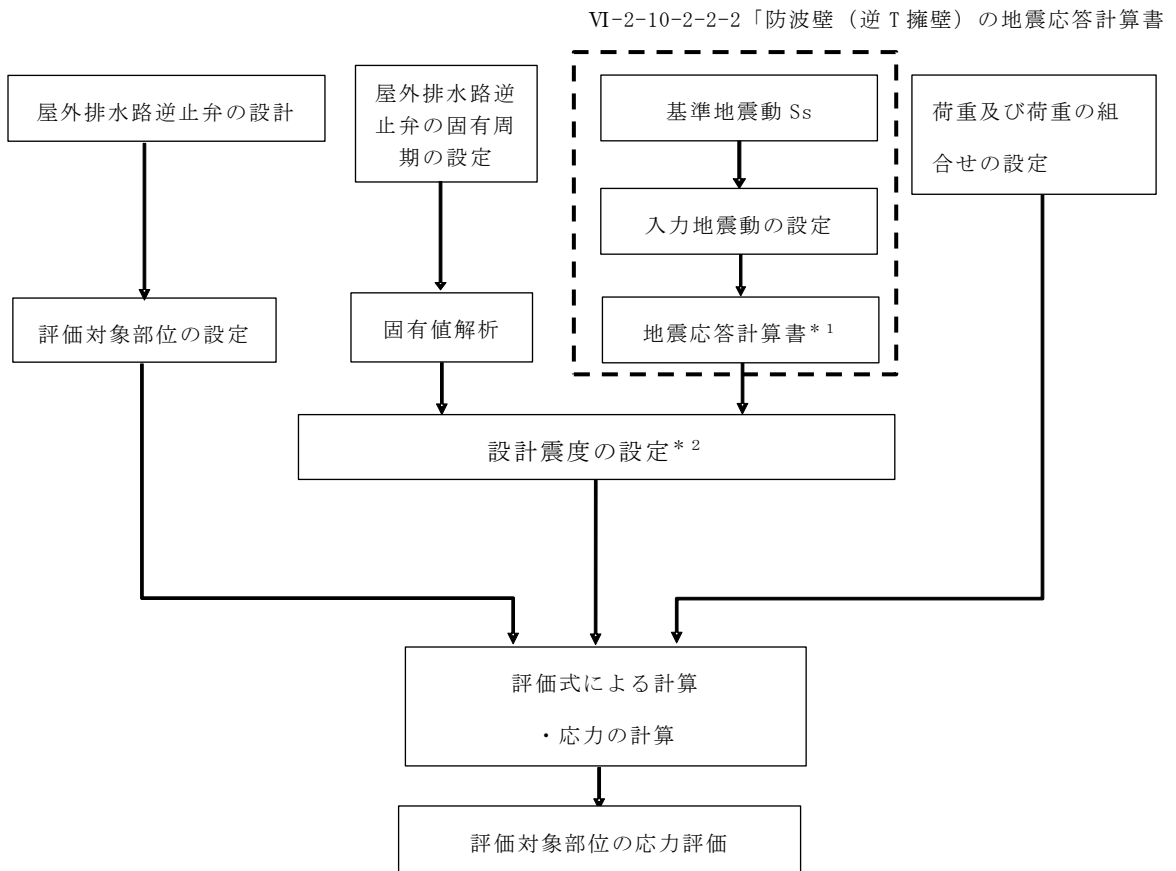 Ⅵ-2-10-2-2-2「防波壁（逆T擁壁）の地震応答計算書
屋外排水路逆止弁の設計
屋外排水路逆
止弁の固有周
期の設定
基準地震動 Ss
荷重及び荷重の組
合せの設定
入力地震動の設定
評価対象部位の設定
固有値解析
地震応答計算書*1
設計震度の設定*2
評価式による計算
・応力の計算
評価対象部位の応力評価